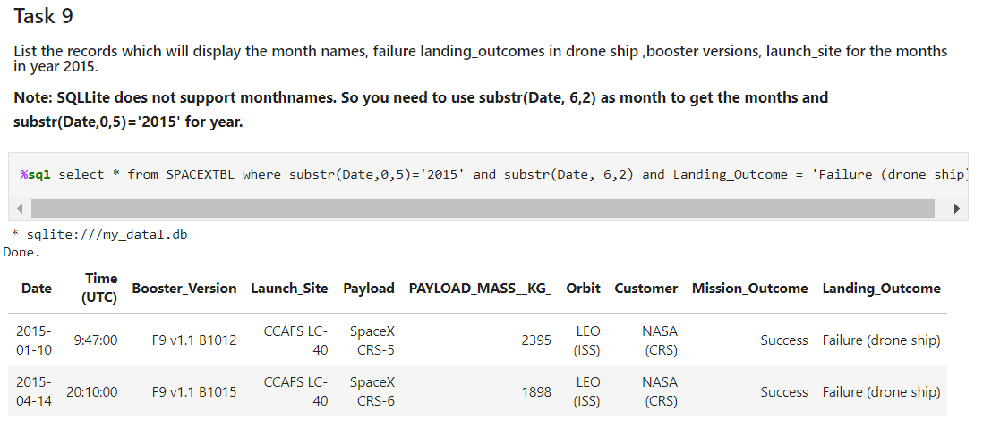 Task 9
List the records which will display the month names, failure landing_outcomes in drone ship ,booster versions, launch_site for the months
in year 2015.
Note: SQLLite does not support monthnames. So you need to use substr(Date, 6,2) as month to get the months and
substr(Date,0,5)='2015' for year.
%sql select * from SPACEXTBL where substr(Date,0,5)='2015' and substr(Date, 6,2) and Landing_Outcome = 'Failure (drone ship)
* sqlite:///my_data1.db
Done.
Date Time (UTC) Booster_Version Launch_Site Payload PAYLOAD_MASS__KG_ Orbit Customer Mission_Outcome Landing_Outcome
2015-01-10 9:47:00 F9 v1.1 B1012 CCAFS LC-40 SpaceX CRS-5 2395 LEO (ISS) NASA (CRS) Success Failure (drone ship)
2015-04-14 20:10:00 F9 v1.1 B1015 CCAFS LC-40 SpaceX CRS-6 1898 LEO (ISS) NASA (CRS) Success Failure (drone ship)